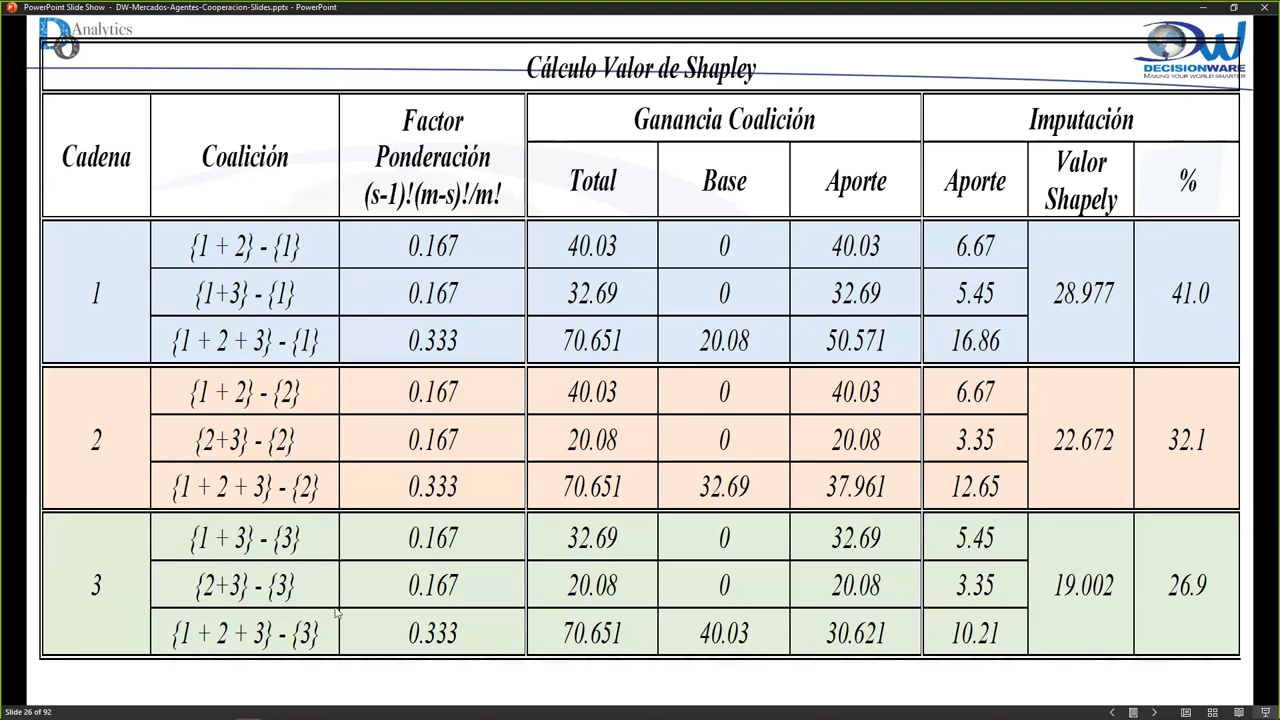 PowerPoint Slide Show - DW-Mercados-Agentes-Cooperacion-Slides.pptx - PowerPoint
Analytics
DW
DECISIONWARE
MAKING YOUR WORLD SMARTER
Cálculo Valor de Shapley
Cadena
Coalición
Factor
Ponderación
(s-1)!(m-s)!/m!
Ganancia Coalición
Imputación
Total
Base
Aporte
Aporte
Valor
Shapely
%
1
{1 + 2} - {1} 0.167 40.03 0 40.03 6.67
{1+3} - {1} 0.167 32.69 0 32.69 5.45
{1 + 2 + 3} - {1} 0.333 70.651 20.08 50.571 16.86
28.977 41.0
2
{1 + 2} - {2} 0.167 40.03 0 40.03 6.67
{2+3} - {2} 0.167 20.08 0 20.08 3.35
{1 + 2 + 3} - {2} 0.333 70.651 32.69 37.961 12.65
22.672 32.1
3
{1 + 3} - {3} 0.167 32.69 0 32.69 5.45
{2+3} - {3} 0.167 20.08 0 20.08 3.35
{1 + 2 + 3} - {3} 0.333 70.651 40.03 30.621 10.21
19.002 26.9
Slide 26 of 92